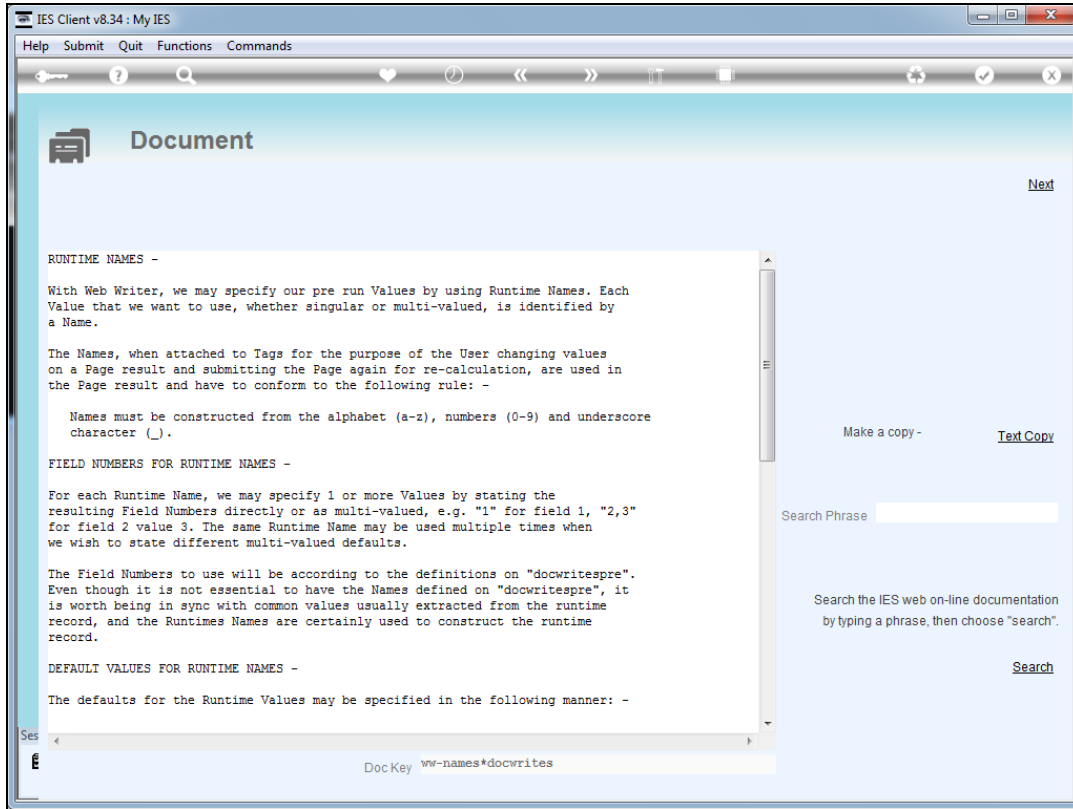 IES Client v8.34 : My IES
Help Submit Quit Functions Commands
Document
Next
RUNTIME NAMES -
With Web Writer, we may specify our pre run Values by using Runtime Names. Each
Value that we want to use, whether singular or multi-valued, is identified by
a Name.
The Names, when attached to Tags for the purpose of the User changing values
on a Page result and submitting the Page again for re-calculation, are used in
the Page result and have to conform to the following rule: -
Names must be constructed from the alphabet (a-z), numbers (0-9) and underscore
character (_).
FIELD NUMBERS FOR RUNTIME NAMES -
For each Runtime Name, we may specify 1 or more Values by stating the
resulting Field Numbers directly or as multi-valued, e.g. "1" for field 1, "2,3"
for field 2 value 3. The same Runtime Name may be used multiple times when
we wish to state different multi-valued defaults.
The Field Numbers to use will be according to the definitions on "docwritespre".
Even though it is not essential to have the Names defined on "docwritespre", it
is worth being in sync with common values usually extracted from the runtime
record, and the Runtimes Names are certainly used to construct the runtime
record.
DEFAULT VALUES FOR RUNTIME NAMES -
The defaults for the Runtime Values may be specified in the following manner: -
Make a copy -
Text Copy
Search Phrase
Search the IES web on-line documentation
by typing a phrase, then choose "search".
Search
Ses
Doc Key ww-names*docwrites